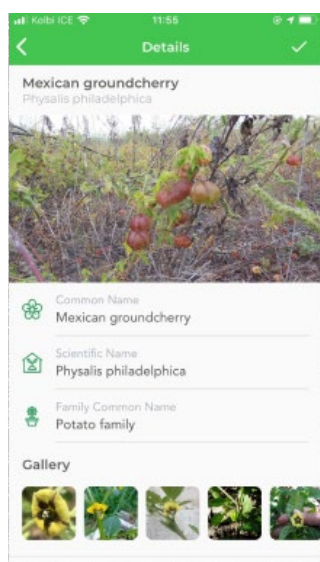 Kolbi ICE 11:55
Details
Mexican groundcherry
Physalis philadelphica
Common Name
Mexican groundcherry
Scientific Name
Physalis philadelphica
Family Common Name
Potato family
Gallery